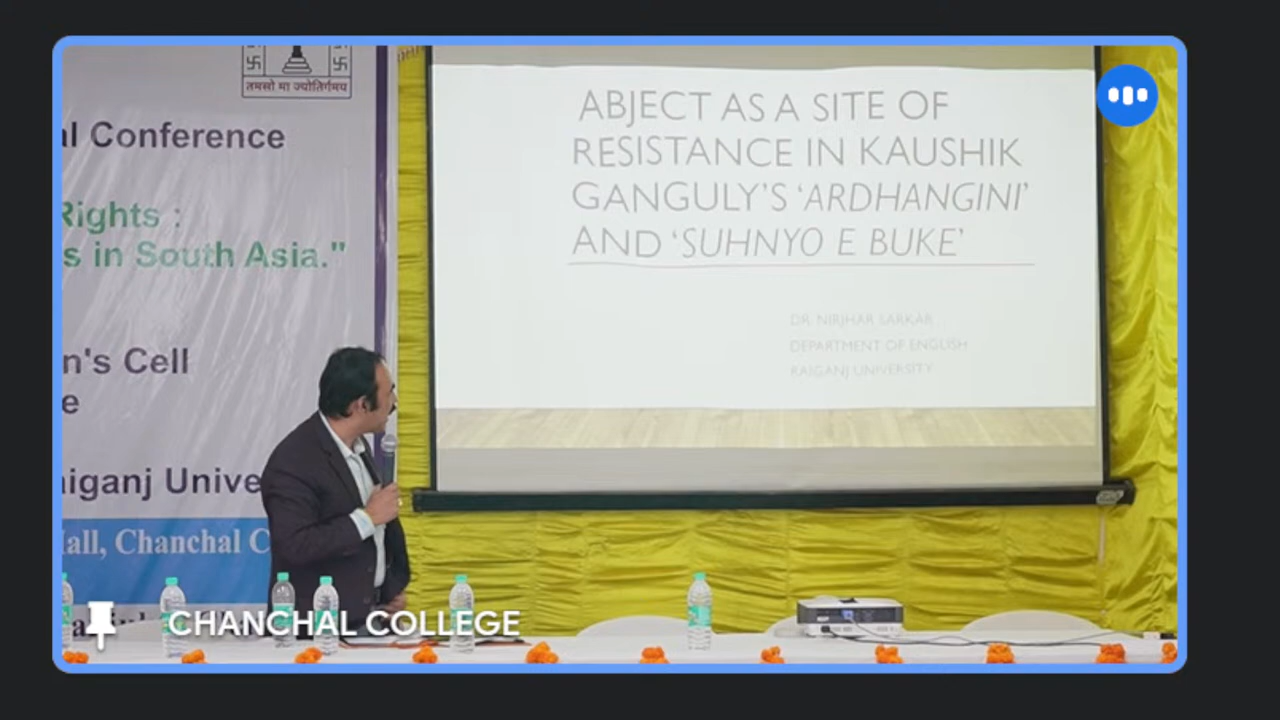 तमसो मा ज्योतिर्गमय
al Conference
Rights :
s in South Asia."
n's Cell
e
aiganj Unive
Hall, Chanchal C
ABJECT AS A SITE OF
RESISTANCE IN KAUSHIK
GANGULY'S 'ARDHANGINI'
AND 'SUHNYO E BUKE'
DR. NIRJHAR SARKAR
DEPARTMENT OF ENGLISH
RAIGANJ UNIVERSITY
CHANCHAL COLLEGE